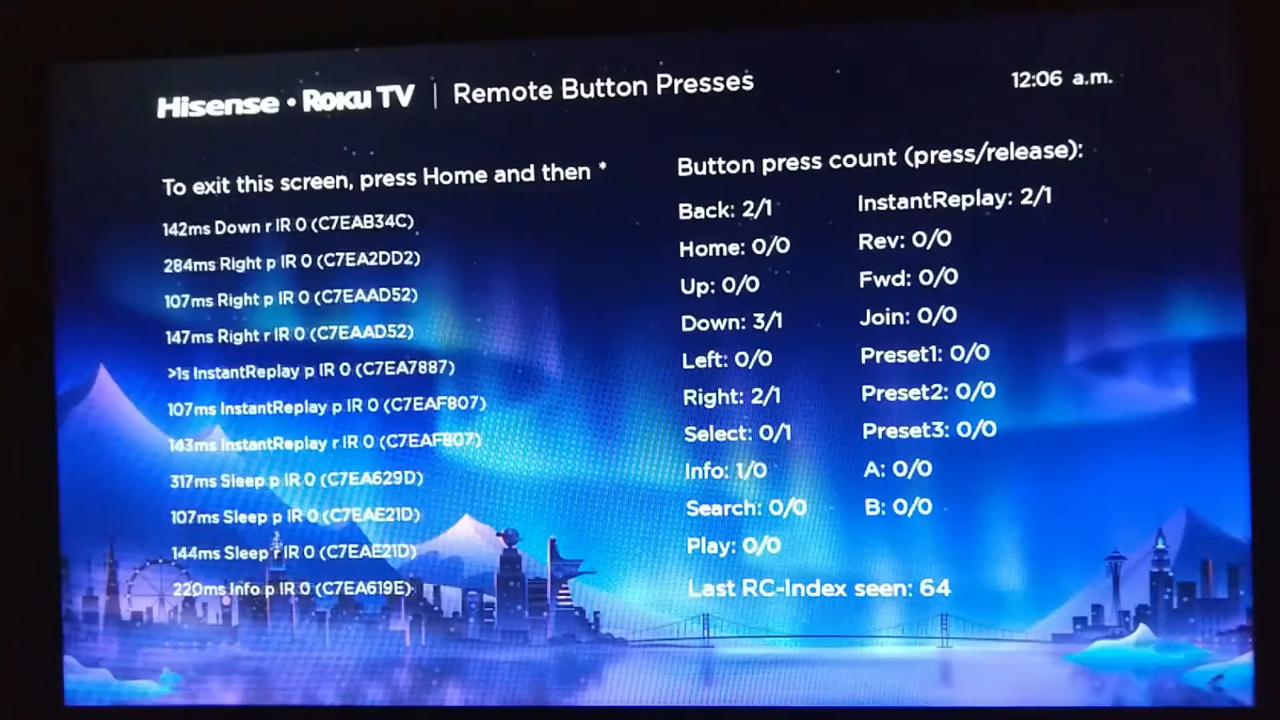 Hisense • Roku TV | Remote Button Presses
12:06 a.m.
To exit this screen, press Home and then *
142ms Down r IR 0 (C7EAB34C)
284ms Right p IR 0 (C7EA2DD2)
107ms Right p IR 0 (C7EAAD52)
147ms Right r IR 0 (C7EAAD52)
>1s InstantReplay p IR 0 (C7EA7887)
107ms InstantReplay p IR 0 (C7EAF807)
143ms InstantReplay r IR 0 (C7EAF807)
317ms Sleep p IR 0 (C7EA629D)
107ms Sleep p IR 0 (C7EAE21D)
144ms Sleep r IR 0 (C7EAE21D)
220ms Info p IR 0 (C7EA619E)
Button press count (press/release):
Back: 2/1
Home: 0/0
Up: 0/0
Down: 3/1
Left: 0/0
Right: 2/1
Select: 0/1
Info: 1/0
Search: 0/0
Play: 0/0
InstantReplay: 2/1
Rev: 0/0
Fwd: 0/0
Join: 0/0
Preset1: 0/0
Preset2: 0/0
Preset3: 0/0
A: 0/0
B: 0/0
Last RC-Index seen: 64